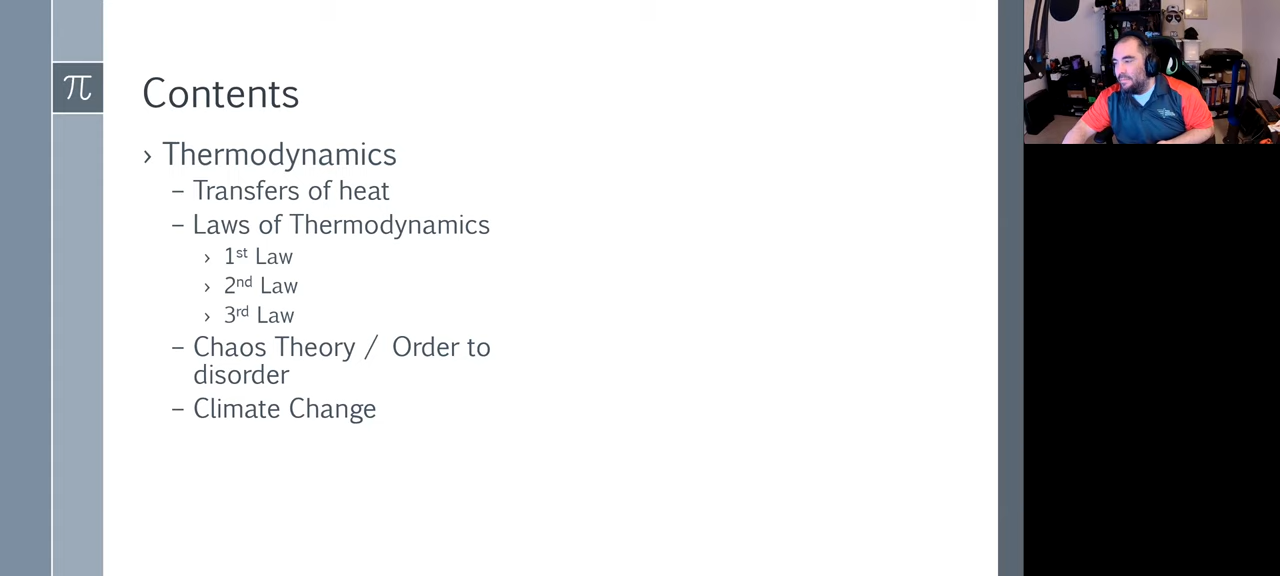 π
Contents
› Thermodynamics
– Transfers of heat
– Laws of Thermodynamics
› 1st Law
› 2nd Law
› 3rd Law
– Chaos Theory / Order to
disorder
– Climate Change